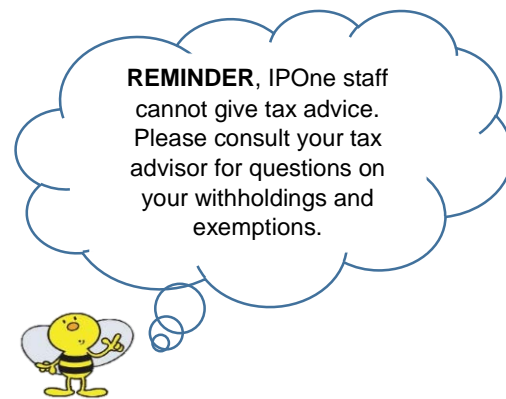 REMINDER, IPOne staff
cannot give tax advice.
Please consult your tax
advisor for questions on
your withholdings and
exemptions.